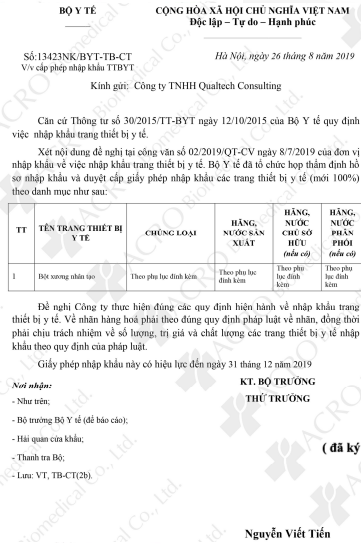 BỘ Y TẾ
CỘNG HÒA XÃ HỘI CHỦ NGHĨA VIỆT NAM
Độc lập – Tự do – Hạnh phúc
Số:13423NK/BYT-TB-CT
Hà Nội, ngày 26 tháng 8 năm 2019
V/v cấp phép nhập khẩu TTBYT
Kính gửi: Công ty TNHH Qualtech Consulting
Căn cứ Thông tư số 30/2015/TT-BYT ngày 12/10/2015 của Bộ Y tế quy định
việc nhập khẩu trang thiết bị y tế.
Xét nội dung đề nghị tại công văn số 02/2019/QT-CV ngày 8/7/2019 của đơn vị
nhập khẩu về việc nhập khẩu trang thiết bị y tế. Bộ Y tế đã tổ chức họp thẩm định hồ
sơ nhập khẩu và duyệt cấp giấy phép nhập khẩu các trang thiết bị y tế (mới 100%)
theo danh mục như sau:
TT
TÊN TRANG THIẾT BỊ
Y TẾ
CHỦNG LOẠI
HÃNG,
NƯỚC SẢN
XUẤT
HÃNG,
NƯỚC
CHỦ SỞ
HỮU
(nếu có)
HÃNG,
NƯỚC
PHÂN
PHỐI
(nếu có)
1
Bột xương nhân tạo
Theo phụ lục đính kèm
Theo phụ lục
đính kèm
Theo phụ
lục đính
kèm
Theo phụ
lục đính
kèm
Đề nghị Công ty thực hiện đúng các quy định hiện hành về nhập khẩu trang
thiết bị y tế. Về nhãn hàng hoá phải theo đúng quy định pháp luật về nhãn, đồng thời
phải chịu trách nhiệm về số lượng, trị giá và chất lượng các trang thiết bị y tế nhập
khẩu theo quy định của pháp luật.
Giấy phép nhập khẩu này có hiệu lực đến ngày 31 tháng 12 năm 2019
Nơi nhận:
KT. BỘ TRƯỞNG
THỨ TRƯỞNG
- Như trên;
- Bộ trưởng Bộ Y tế (để báo cáo);
- Hải quan cửa khẩu;
- Thanh tra Bộ;
- Lưu: VT, TB-CT(2b).
( đã ký
Nguyễn Viết Tiến